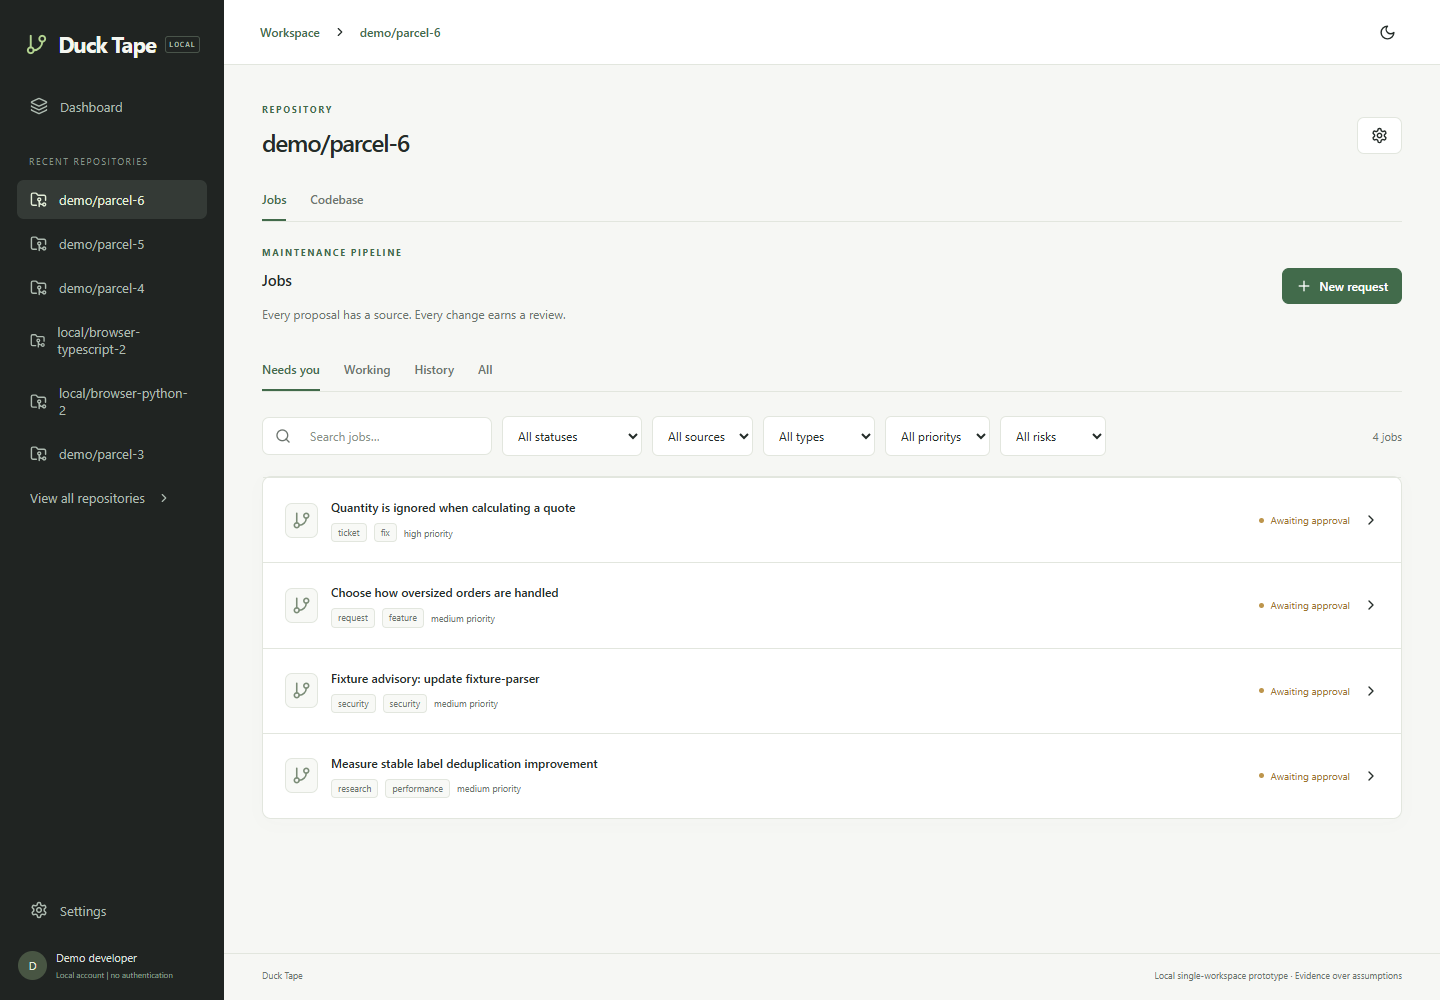 Duck Tape LOCAL
Dashboard
RECENT REPOSITORIES
demo/parcel-6
demo/parcel-5
demo/parcel-4
local/browser-
typescript-2
local/browser-python-
2
demo/parcel-3
View all repositories
Settings
D
Demo developer
Local account | no authentication
Workspace demo/parcel-6
REPOSITORY
demo/parcel-6
Jobs Codebase
MAINTENANCE PIPELINE
Jobs
New request
Every proposal has a source. Every change earns a review.
Needs you Working History All
Search jobs... All statuses All sources All types All prioritys All risks 4 jobs
Quantity is ignored when calculating a quote
ticket fix high priority
Awaiting approval
Choose how oversized orders are handled
request feature medium priority
Awaiting approval
Fixture advisory: update fixture-parser
security security medium priority
Awaiting approval
Measure stable label deduplication improvement
research performance medium priority
Awaiting approval
Duck Tape
Local single-workspace prototype · Evidence over assumptions